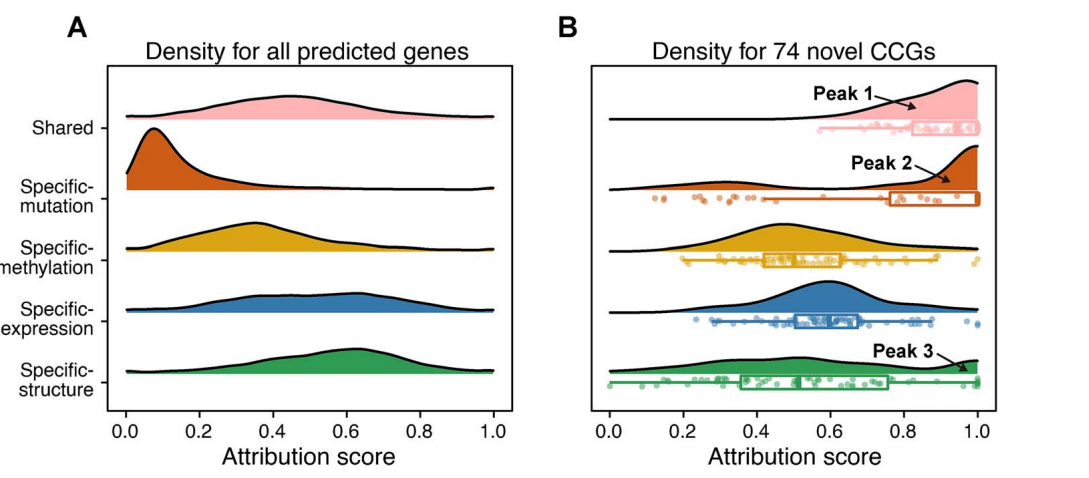 A
B
Density for all predicted genes
Density for 74 novel CCGs
Shared
Specific-
mutation
Specific-
methylation
Specific-
expression
Specific-
structure
Peak 1
Peak 2
Peak 3
0.0 0.2 0.4 0.6 0.8 1.0
0.0 0.2 0.4 0.6 0.8 1.0
Attribution score
Attribution score